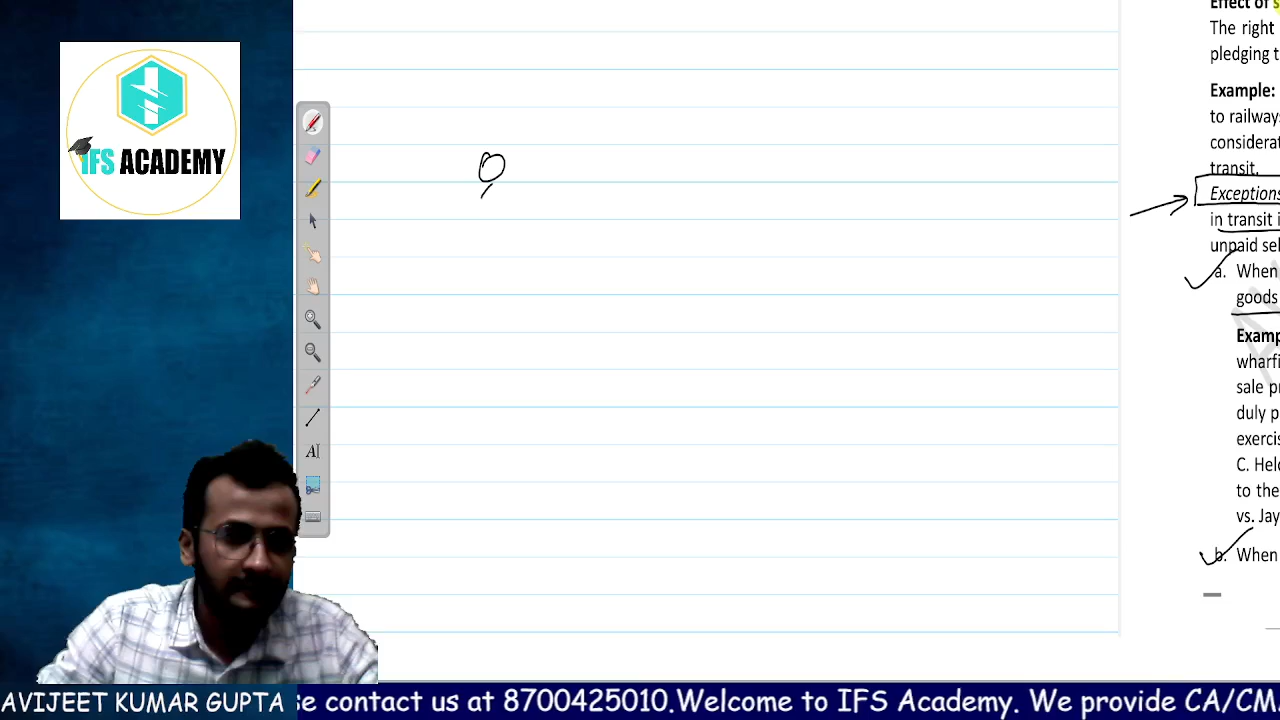 IFS ACADEMY
Effect of s
The right
pledging t
Example:
to railways
considerat
transit.
Exceptions
in transit i
unpaid sel
a. When
goods
Examp
wharfi
sale p
duly p
exercis
C. Held
to the
vs. Jay
b. When
AI
AVIJEET KUMAR GUPTA
se contact us at 8700425010.Welcome to IFS Academy. We provide CA/CM